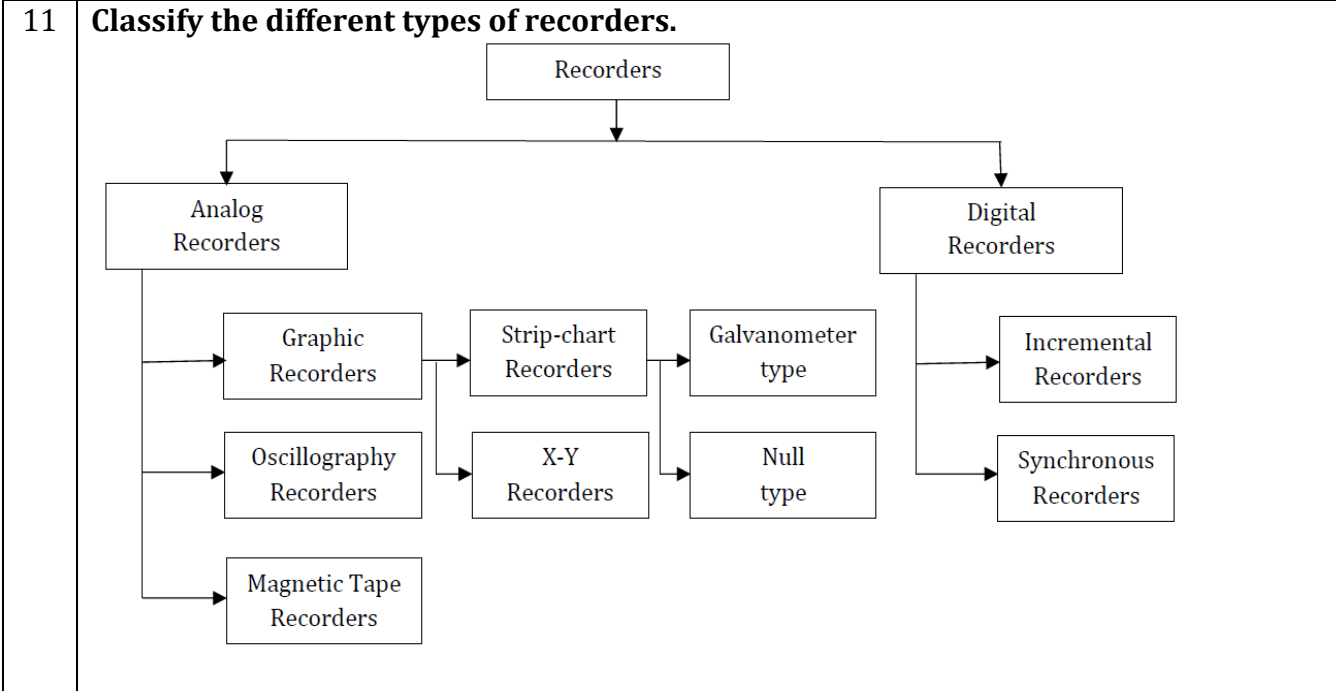 11 Classify the different types of recorders.
Recorders
Analog
Recorders
Digital
Recorders
Graphic
Recorders
Strip-chart
Recorders
Galvanometer
type
Incremental
Recorders
Oscillography
Recorders
X-Y
Recorders
Null
type
Synchronous
Recorders
Magnetic Tape
Recorders